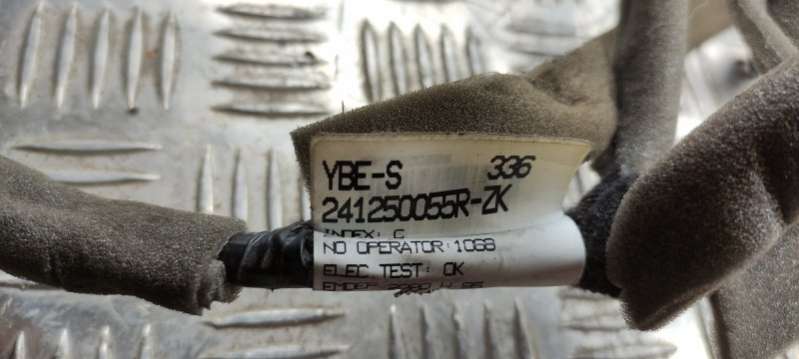 YBE-S 336
241250055R-ZK
INDEX: C
NO OPERATOR:1068
ELEC.TEST: OK